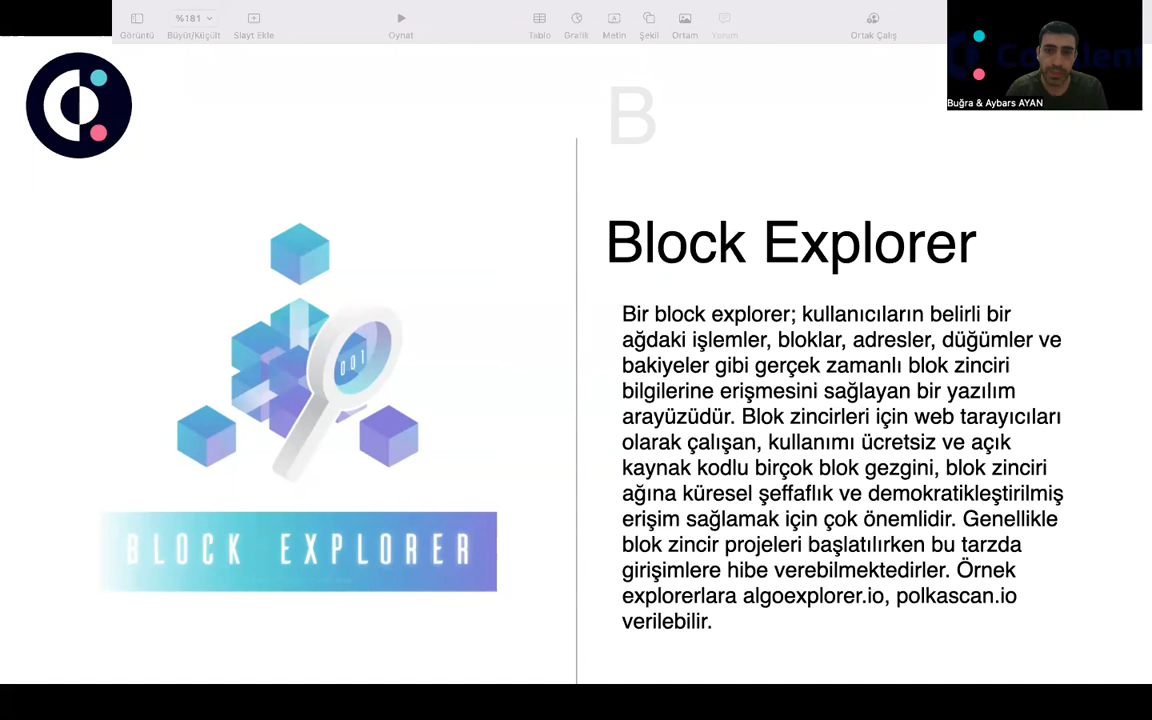 %181
Görüntü
Büyüt/Küçült
Slayt Ekle
Oynat
Tablo
Grafik
Metin
Şekil
Ortam
Yorum
Ortak Çalış
Buğra & Aybars AYAN
B
Block Explorer
Bir block explorer; kullanıcıların belirli bir
ağdaki işlemler, bloklar, adresler, düğümler ve
bakiyeler gibi gerçek zamanlı blok zinciri
bilgilerine erişmesini sağlayan bir yazılım
arayüzüdür. Blok zincirleri için web tarayıcıları
olarak çalışan, kullanımı ücretsiz ve açık
kaynak kodlu birçok blok gezgini, blok zinciri
ağına küresel şeffaflık ve demokratikleştirilmiş
erişim sağlamak için çok önemlidir. Genellikle
blok zincir projeleri başlatılırken bu tarzda
girişimlere hibe verebilmektedirler. Örnek
explorerlara algoexplorer.io, polkascan.io
verilebilir.
001
BLOCK EXPLORER